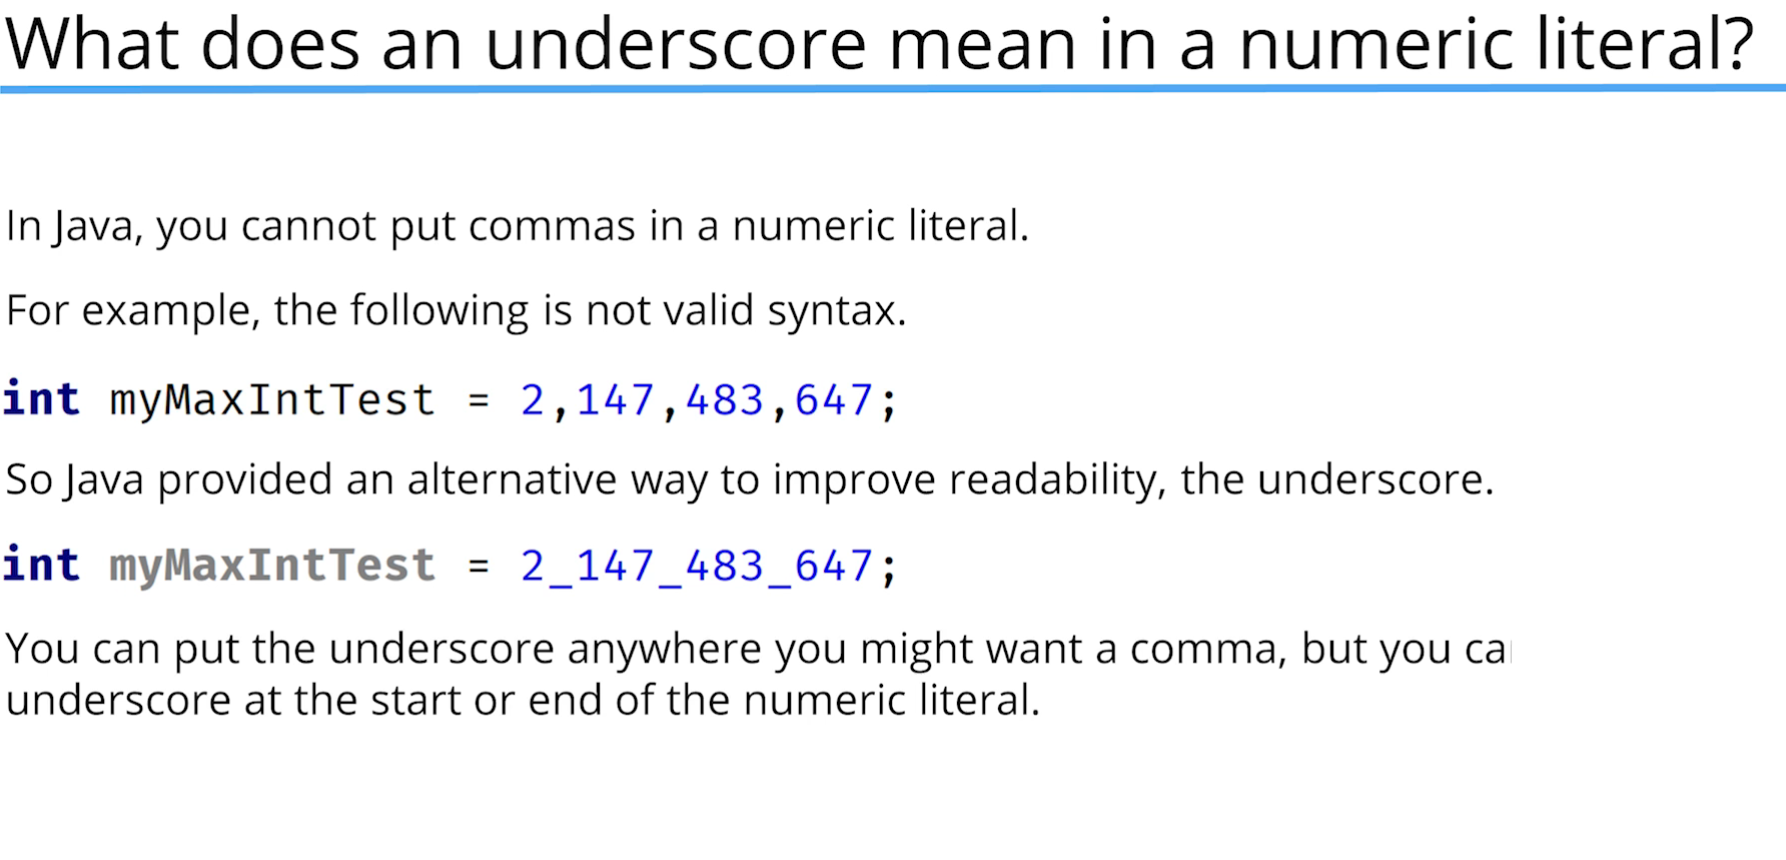 What does an underscore mean in a numeric literal?
In Java, you cannot put commas in a numeric literal.
For example, the following is not valid syntax.
int myMaxIntTest = 2,147,483,647;
So Java provided an alternative way to improve readability, the underscore.
int myMaxIntTest = 2_147_483_647;
You can put the underscore anywhere you might want a comma, but you
underscore at the start or end of the numeric literal.